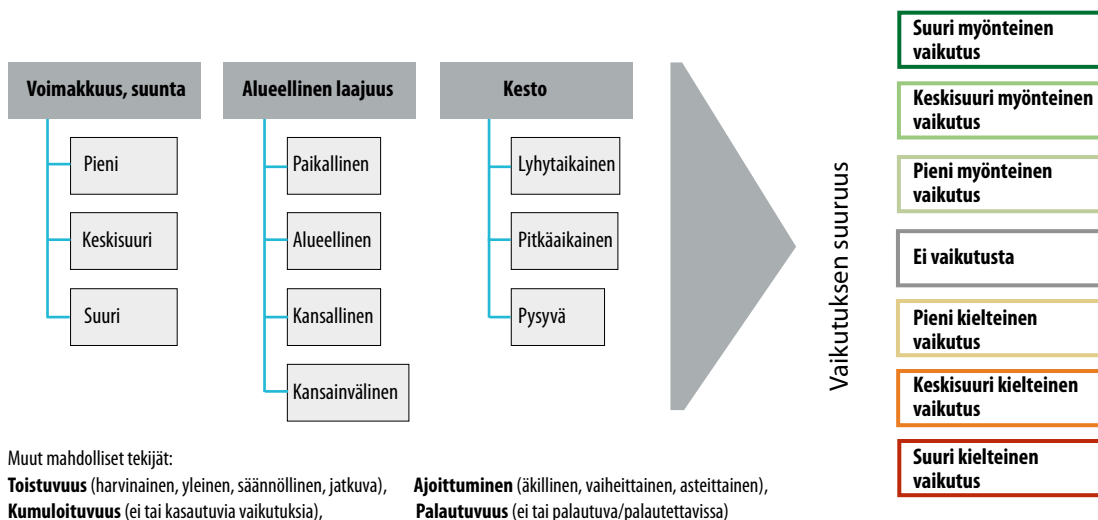 Voimakkuus, suunta
Pieni
Keskisuuri
Suuri
Alueellinen laajuus
Paikallinen
Alueellinen
Kansallinen
Kansainvälinen
Kesto
Lyhytaikainen
Pitkäaikainen
Pysyvä
Vaikutuksen suuruus
Suuri myönteinen
vaikutus
Keskisuuri myönteinen
vaikutus
Pieni myönteinen
vaikutus
Ei vaikutusta
Pieni kielteinen
vaikutus
Keskisuuri kielteinen
vaikutus
Suuri kielteinen
vaikutus
Muut mahdolliset tekijät:
Toistuvuus (harvinainen, yleinen, säännöllinen, jatkuva), Ajoittuminen (äkillinen, vaiheittainen, asteittainen),
Kumuloituvuus (ei tai kasautuvia vaikutuksia), Palautuvuus (ei tai palautuva/palautettavissa)